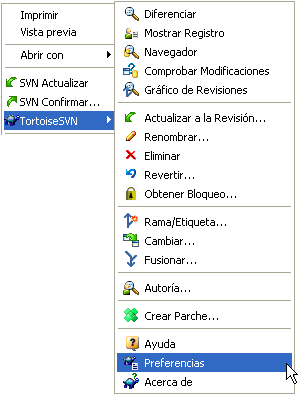 Imprimir
Vista previa
Abrir con
SVN Actualizar
SVN Confirmar...
TortoiseSVN
Diferenciar
Mostrar Registro
Navegador
Comprobar Modificaciones
Gráfico de Revisiones
Actualizar a la Revisión...
Renombrar...
Eliminar
Revertir...
Obtener Bloqueo...
Rama/Etiqueta...
Cambiar...
Fusionar...
Autoría...
Crear Parche...
Ayuda
Preferencias
Acerca de